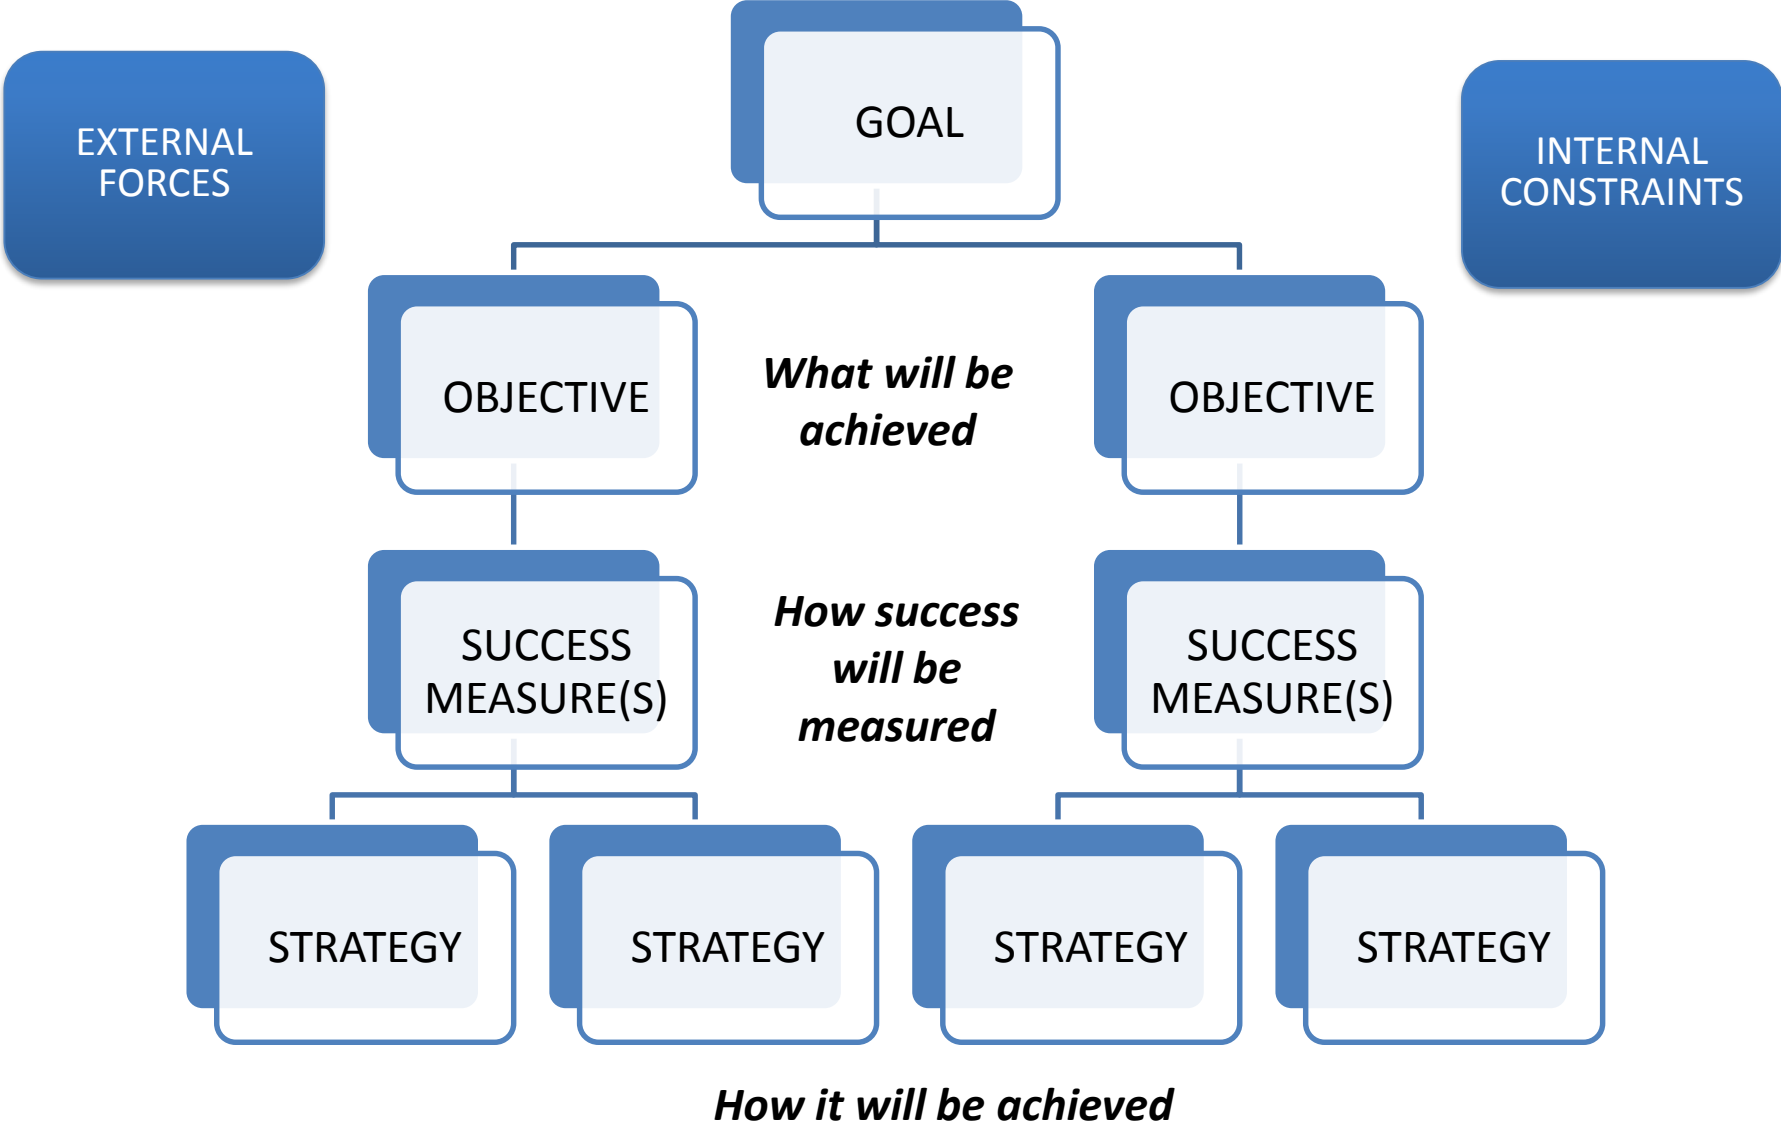 GOAL
EXTERNAL
FORCES
INTERNAL
CONSTRAINTS
OBJECTIVE
What will be
achieved
OBJECTIVE
SUCCESS
MEASURE(S)
How success
will be
measured
SUCCESS
MEASURE(S)
STRATEGY
STRATEGY
STRATEGY
STRATEGY
How it will be achieved